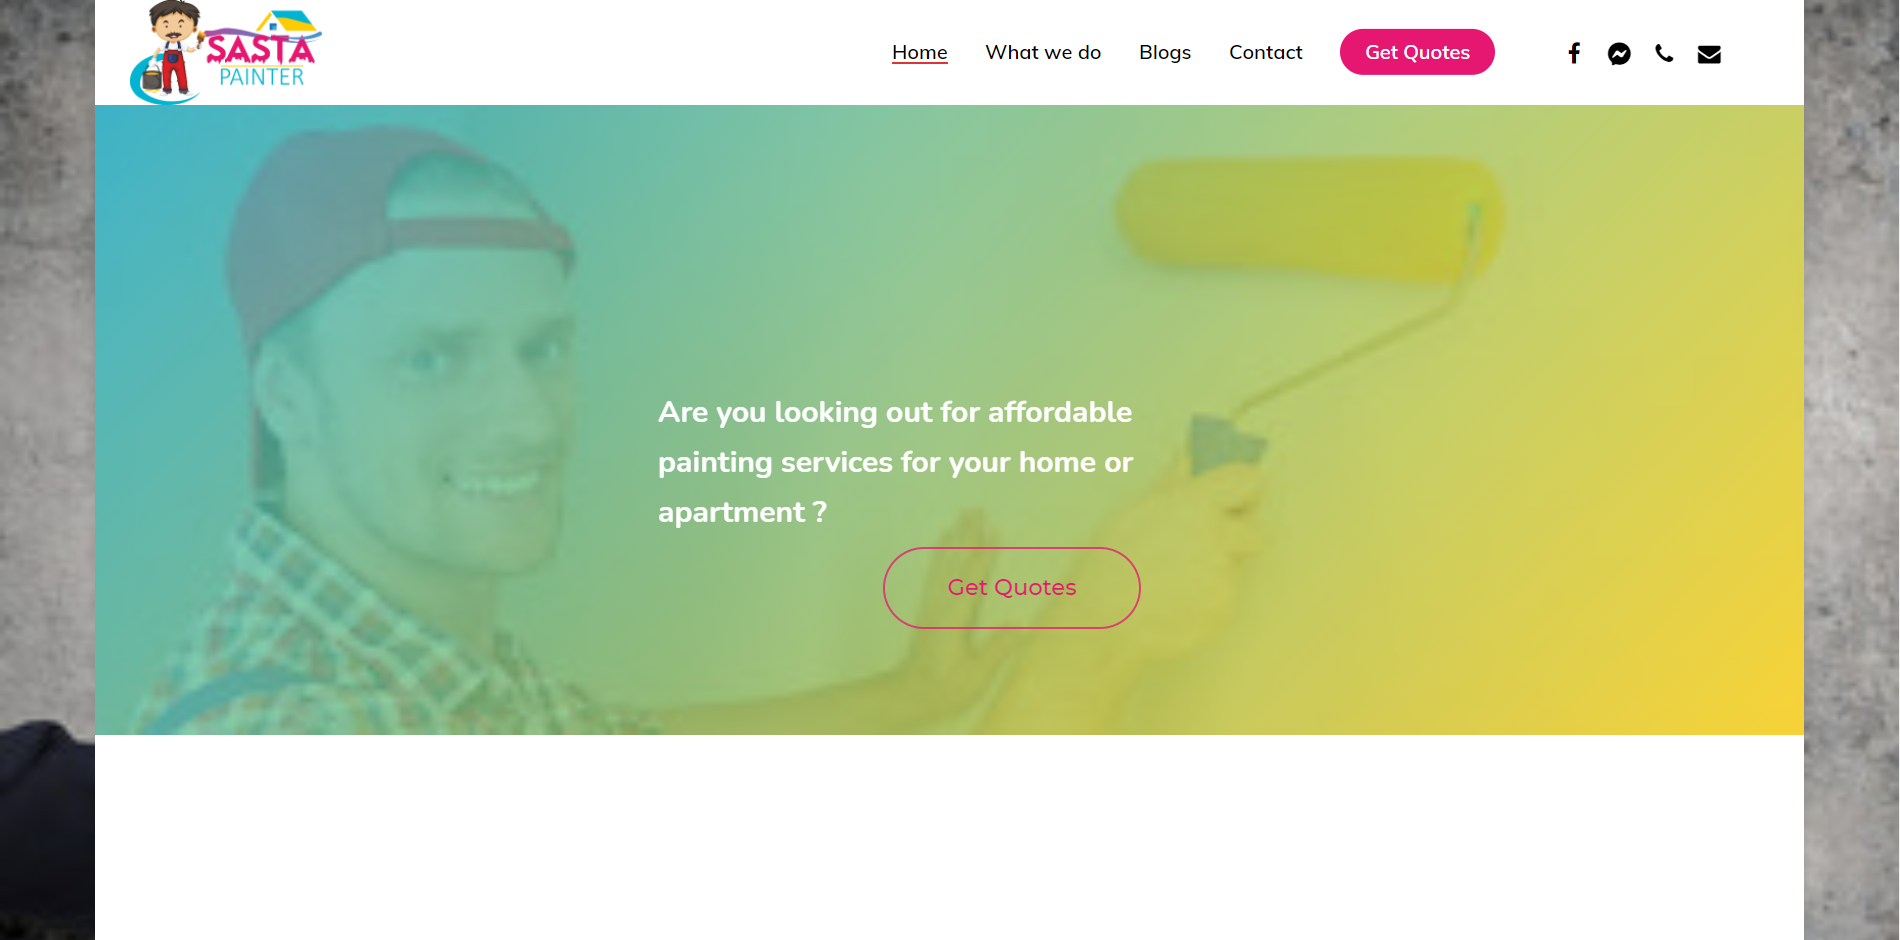 SASTA
PAINTER
Home
What we do
Blogs
Contact
Get Quotes
Are you looking out for affordable
painting services for your home or
apartment ?
Get Quotes